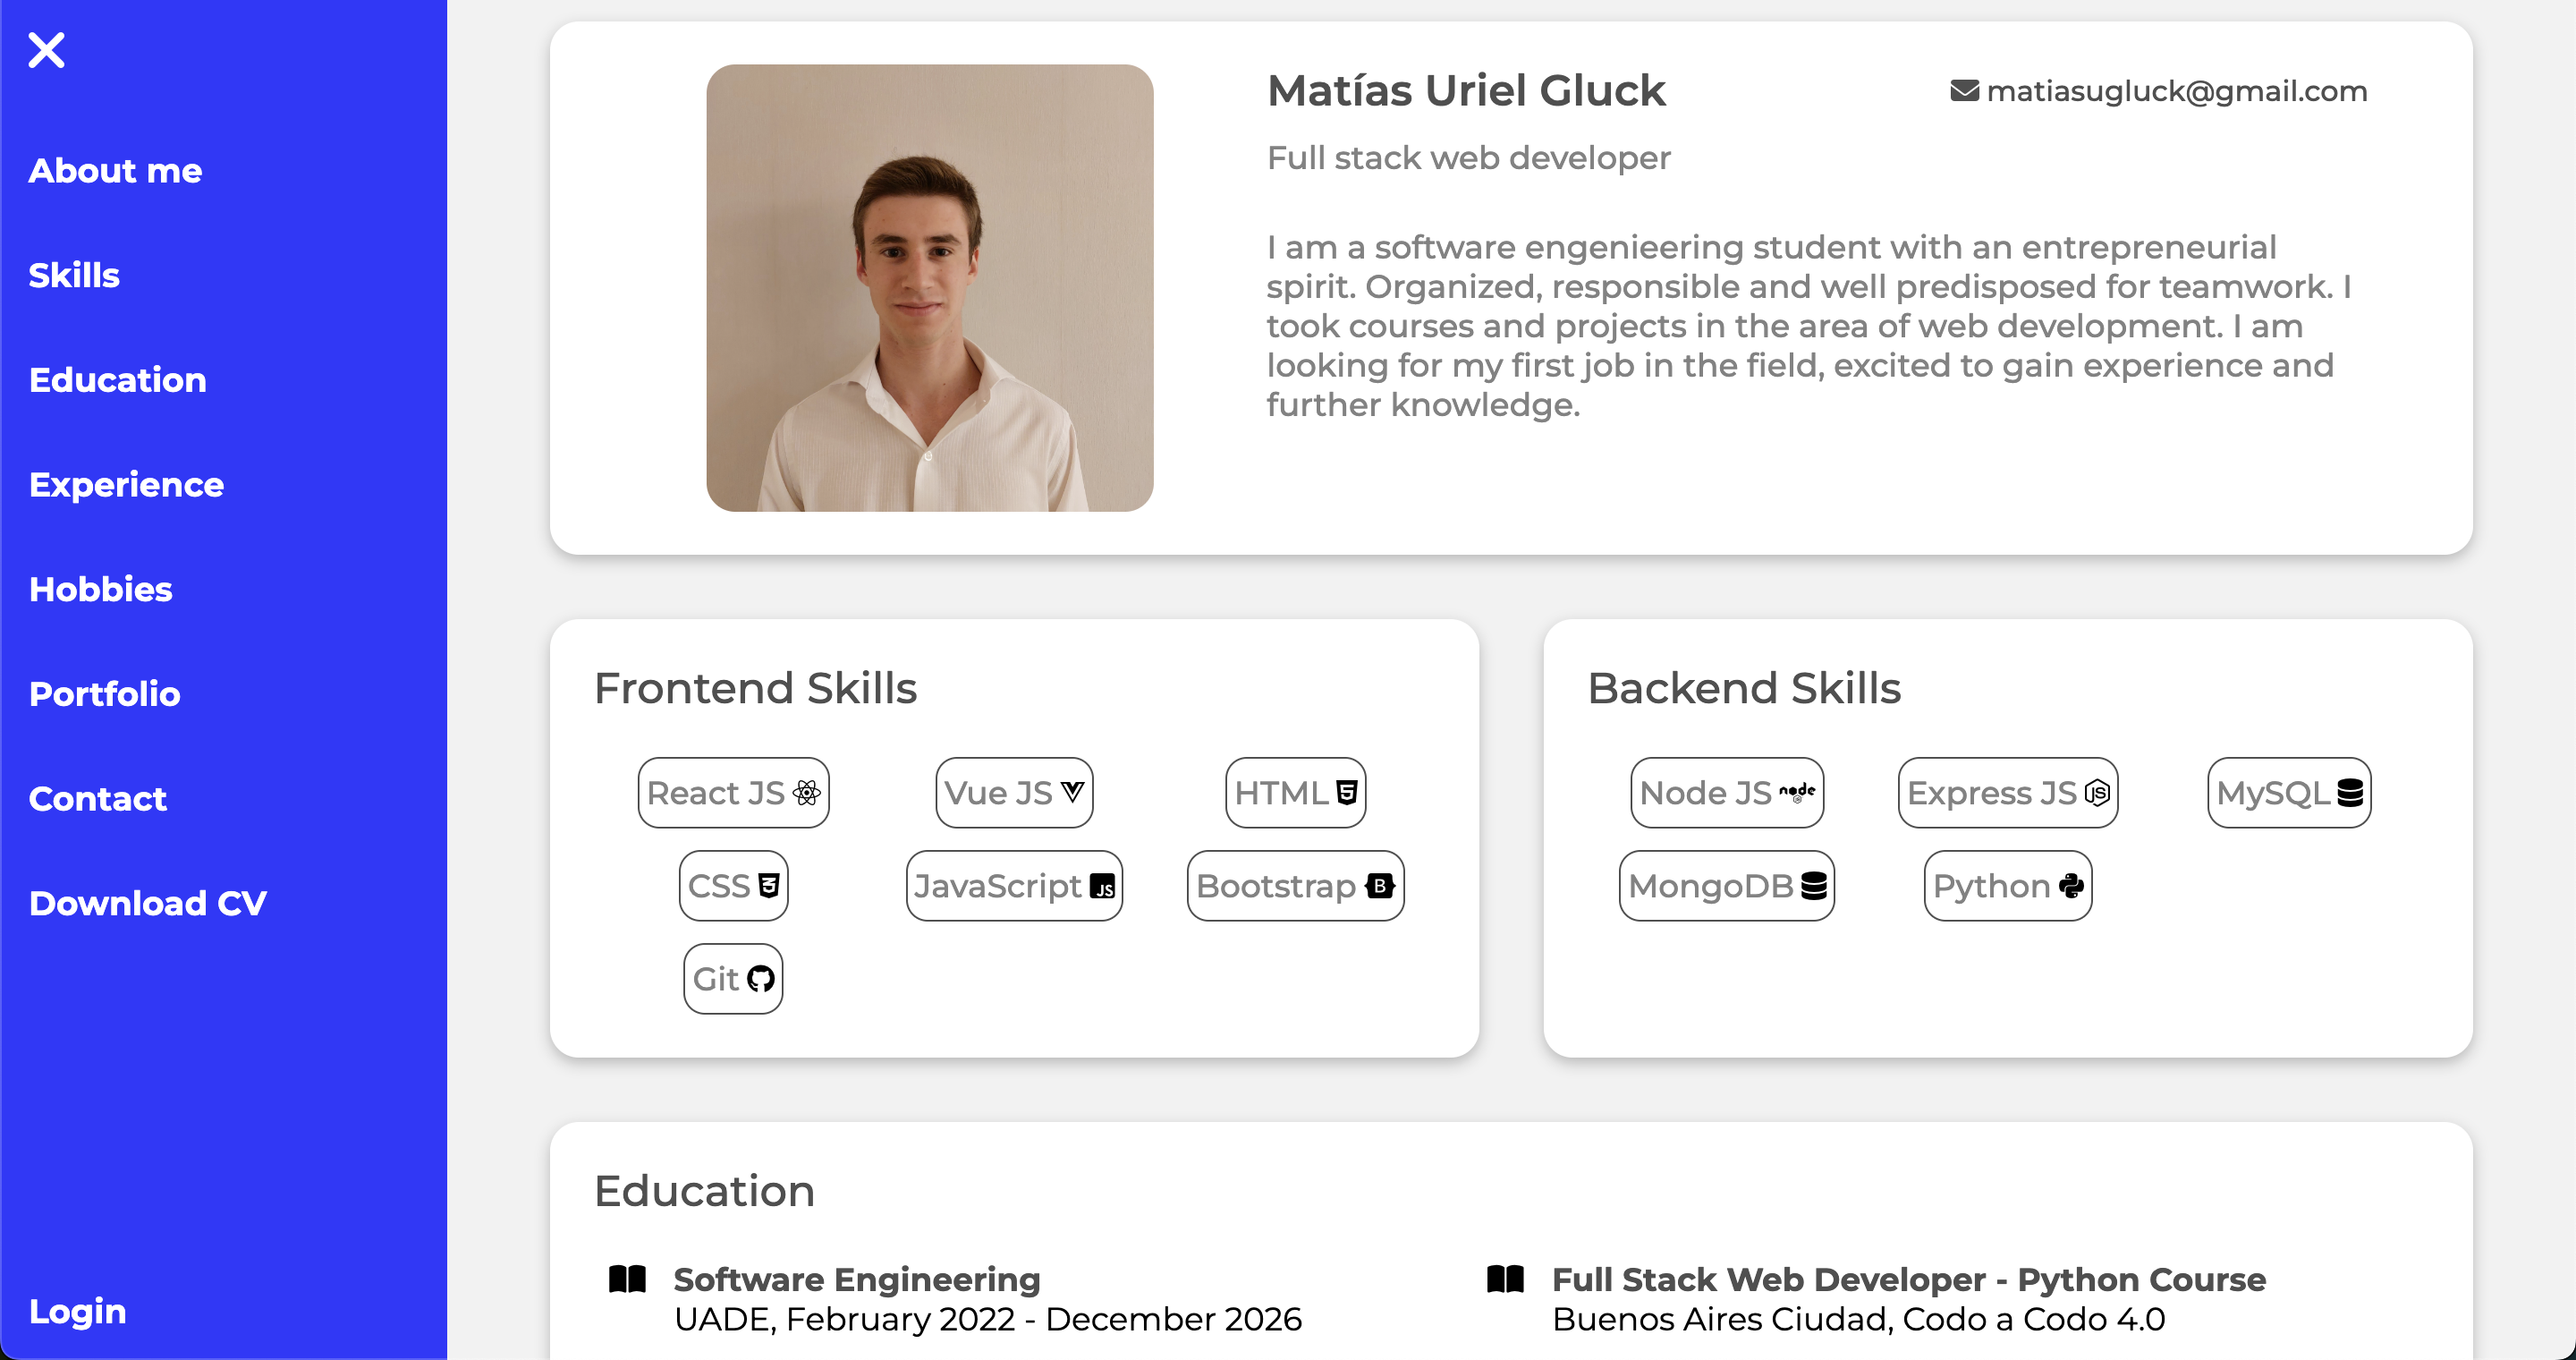 About me
Skills
Education
Experience
Hobbies
Portfolio
Contact
Download CV
Login
Matías Uriel Gluck
matiasugluck@gmail.com
Full stack web developer
I am a software engenieering student with an entrepreneurial
spirit. Organized, responsible and well predisposed for teamwork. I
took courses and projects in the area of web development. I am
looking for my first job in the field, excited to gain experience and
further knowledge.
Frontend Skills
React JS
Vue JS
HTML
CSS
JavaScript
Bootstrap
Git
Backend Skills
Node JS
Express JS
MySQL
MongoDB
Python
Education
Software Engineering
UADE, February 2022 - December 2026
Full Stack Web Developer - Python Course
Buenos Aires Ciudad, Codo a Codo 4.0